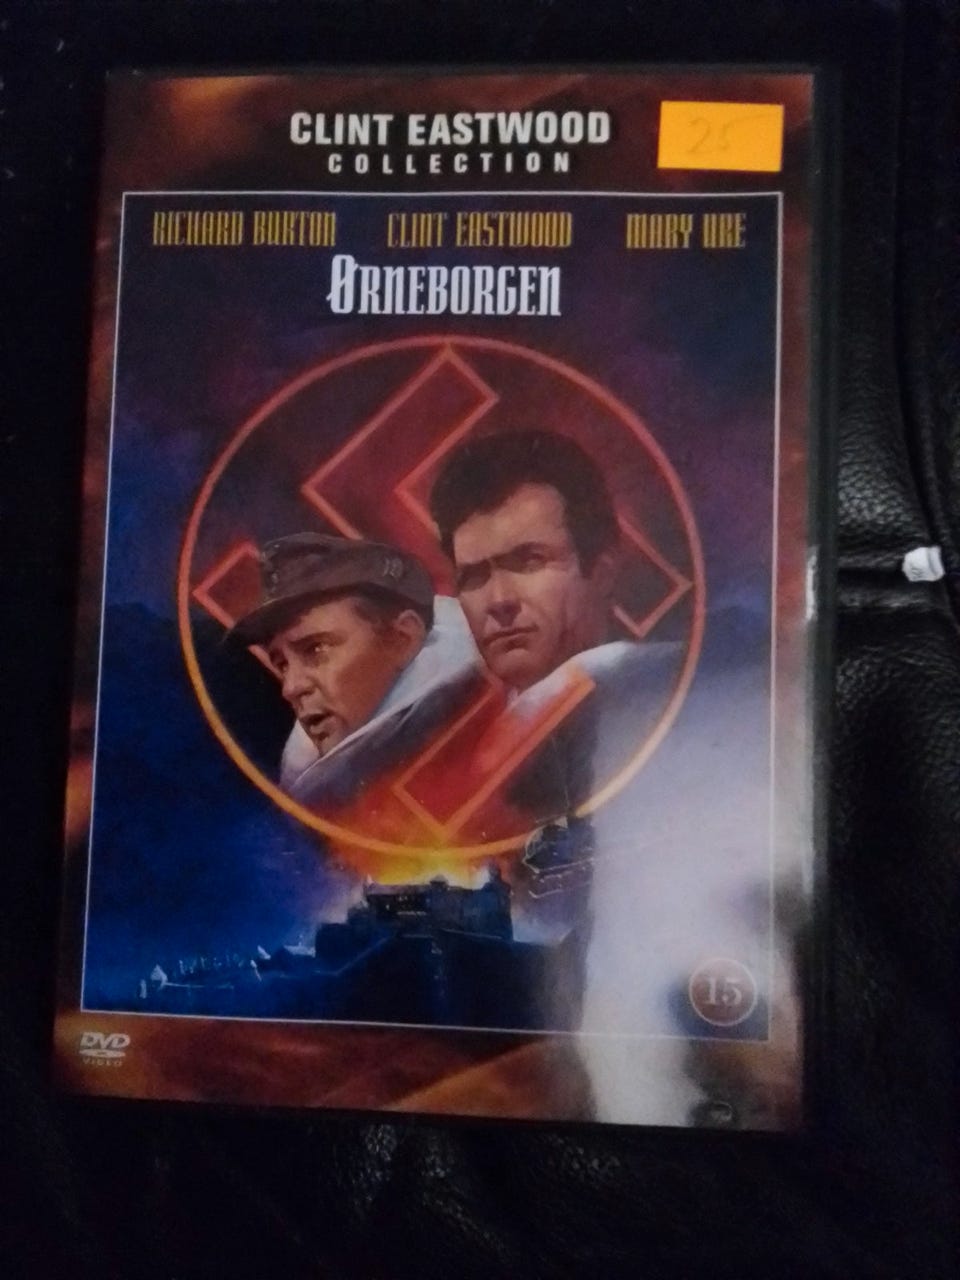 CLINT EASTWOOD
COLLECTION
25
RICHARD BURTON CLINT EASTWOOD MARY URE
ØRNEBORGEN
15
DVD
VIDEO